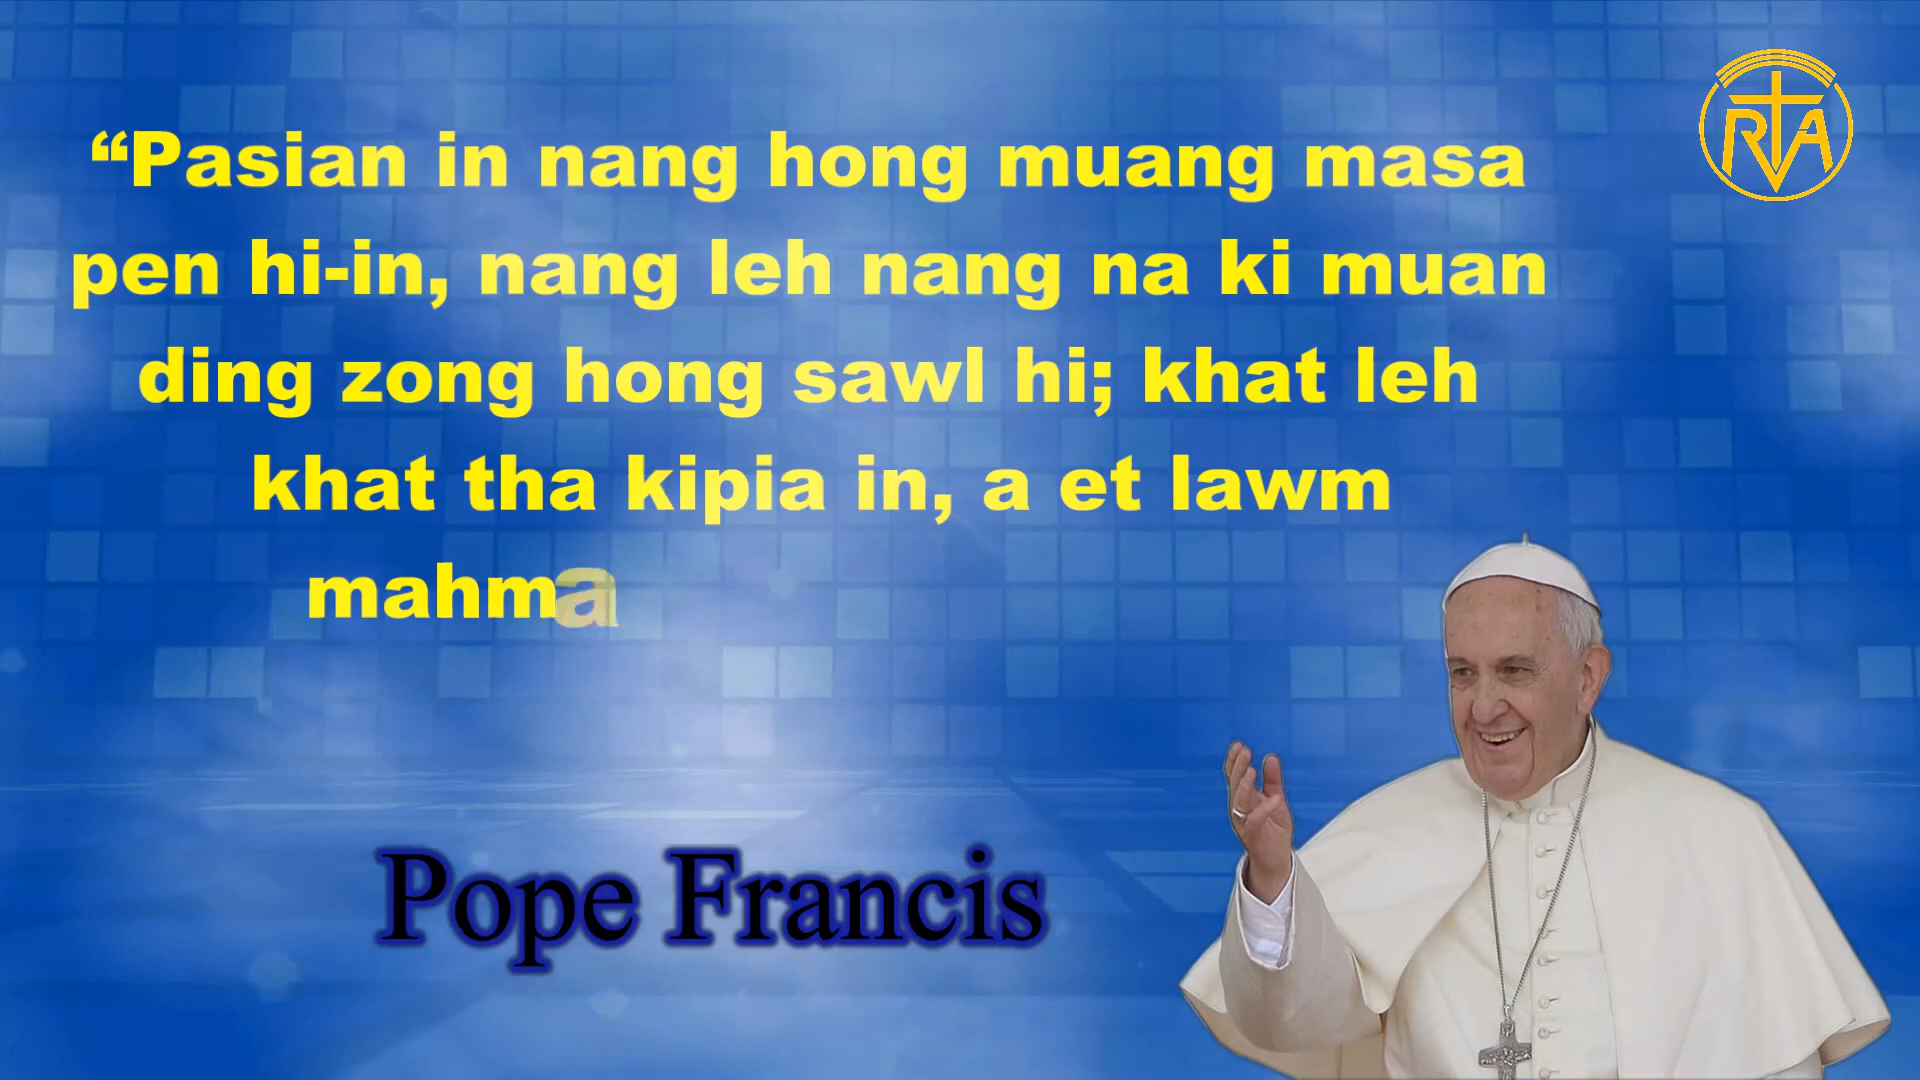 “Pasian in nang hong muang masa
pen hi-in, nang leh nang na ki muan
ding zong hong sawl hi; khat leh
khat tha kipia in, a et lawm
mahma
Pope Francis
RVA